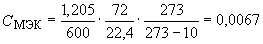 C_МЭК = 1,205/600 · 72/22,4 · 273/(273−10) = 0,0067